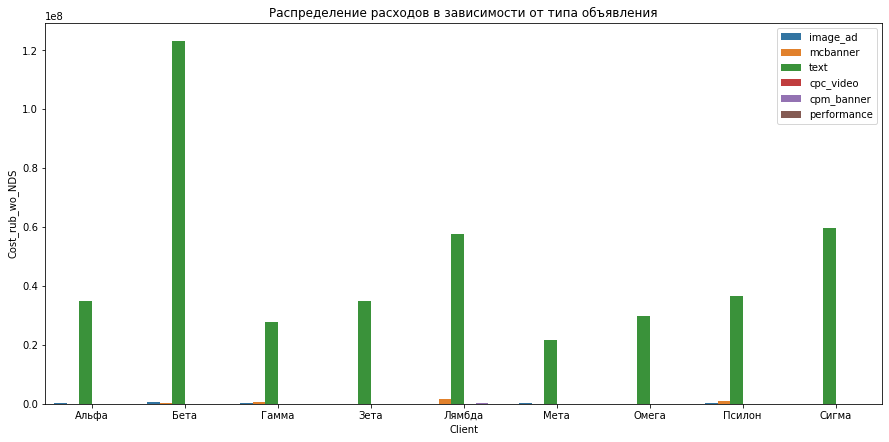 Распределение расходов в зависимости от типа объявления
1e8
image_ad
mcbanner
text
cpc_video
cpm_banner
performance
1.2
1.0
0.8
0.6
0.4
0.2
0.0
Cost_rub_wo_NDS
Альфа Бета Гамма Зета Лямбда Мета Омега Псилон Сигма
Client